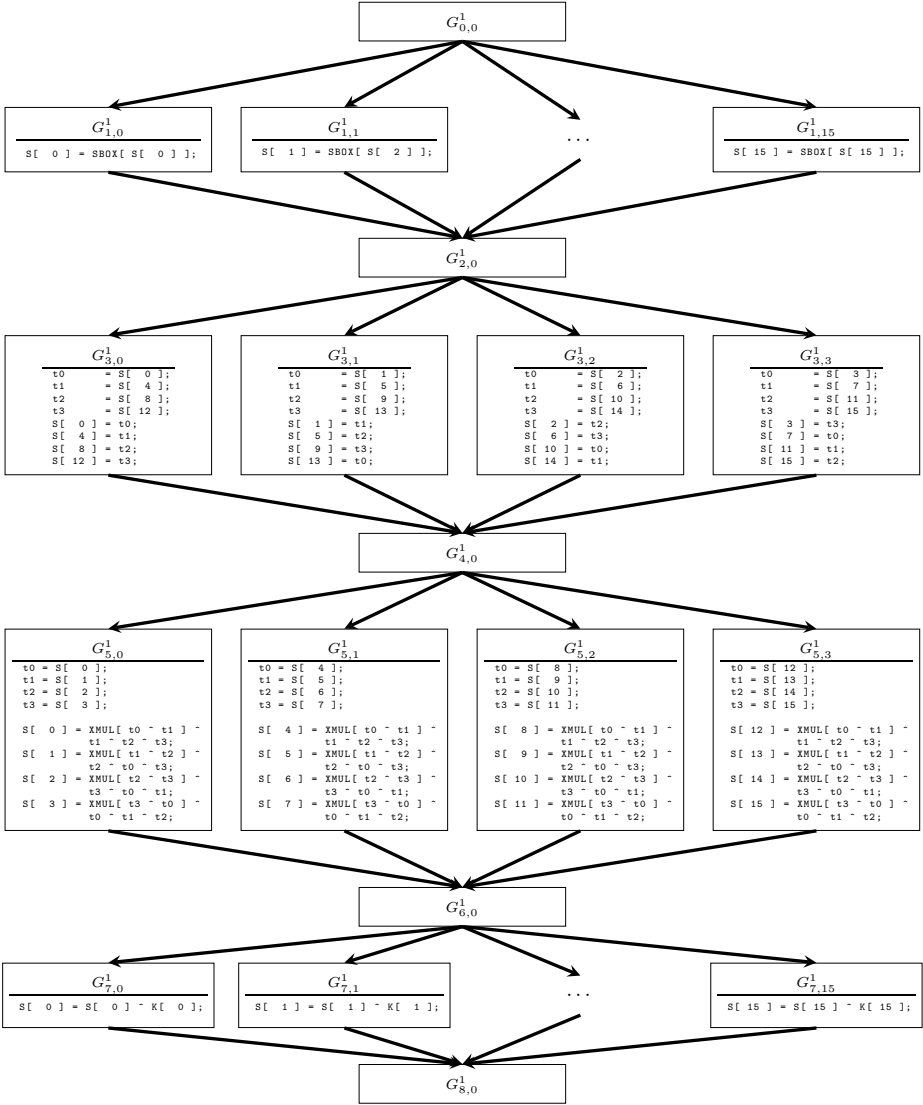 G^1_{0,0}
G^1_{1,0}
S[ 0 ] = SBOX[ S[ 0 ] ];
G^1_{1,1}
S[ 1 ] = SBOX[ S[ 2 ] ];
...
G^1_{1,15}
S[ 15 ] = SBOX[ S[ 15 ] ];
G^1_{2,0}
G^1_{3,0}
t0 = S[ 0 ];
t1 = S[ 4 ];
t2 = S[ 8 ];
t3 = S[ 12 ];
S[ 0 ] = t0;
S[ 4 ] = t1;
S[ 8 ] = t2;
S[ 12 ] = t3;
G^1_{3,1}
t0 = S[ 1 ];
t1 = S[ 5 ];
t2 = S[ 9 ];
t3 = S[ 13 ];
S[ 1 ] = t1;
S[ 5 ] = t2;
S[ 9 ] = t3;
S[ 13 ] = t0;
G^1_{3,2}
t0 = S[ 2 ];
t1 = S[ 6 ];
t2 = S[ 10 ];
t3 = S[ 14 ];
S[ 2 ] = t2;
S[ 6 ] = t3;
S[ 10 ] = t0;
S[ 14 ] = t1;
G^1_{3,3}
t0 = S[ 3 ];
t1 = S[ 7 ];
t2 = S[ 11 ];
t3 = S[ 15 ];
S[ 3 ] = t3;
S[ 7 ] = t0;
S[ 11 ] = t1;
S[ 15 ] = t2;
G^1_{4,0}
G^1_{5,0}
t0 = S[ 0 ];
t1 = S[ 1 ];
t2 = S[ 2 ];
t3 = S[ 3 ];
S[ 0 ] = XMUL[ t0 ^ t1 ] ^
t1 ^ t2 ^ t3;
S[ 1 ] = XMUL[ t1 ^ t2 ] ^
t2 ^ t0 ^ t3;
S[ 2 ] = XMUL[ t2 ^ t3 ] ^
t3 ^ t0 ^ t1;
S[ 3 ] = XMUL[ t3 ^ t0 ] ^
t0 ^ t1 ^ t2;
G^1_{5,1}
t0 = S[ 4 ];
t1 = S[ 5 ];
t2 = S[ 6 ];
t3 = S[ 7 ];
S[ 4 ] = XMUL[ t0 ^ t1 ] ^
t1 ^ t2 ^ t3;
S[ 5 ] = XMUL[ t1 ^ t2 ] ^
t2 ^ t0 ^ t3;
S[ 6 ] = XMUL[ t2 ^ t3 ] ^
t3 ^ t0 ^ t1;
S[ 7 ] = XMUL[ t3 ^ t0 ] ^
t0 ^ t1 ^ t2;
G^1_{5,2}
t0 = S[ 8 ];
t1 = S[ 9 ];
t2 = S[ 10 ];
t3 = S[ 11 ];
S[ 8 ] = XMUL[ t0 ^ t1 ] ^
t1 ^ t2 ^ t3;
S[ 9 ] = XMUL[ t1 ^ t2 ] ^
t2 ^ t0 ^ t3;
S[ 10 ] = XMUL[ t2 ^ t3 ] ^
t3 ^ t0 ^ t1;
S[ 11 ] = XMUL[ t3 ^ t0 ] ^
t0 ^ t1 ^ t2;
G^1_{5,3}
t0 = S[ 12 ];
t1 = S[ 13 ];
t2 = S[ 14 ];
t3 = S[ 15 ];
S[ 12 ] = XMUL[ t0 ^ t1 ] ^
t1 ^ t2 ^ t3;
S[ 13 ] = XMUL[ t1 ^ t2 ] ^
t2 ^ t0 ^ t3;
S[ 14 ] = XMUL[ t2 ^ t3 ] ^
t3 ^ t0 ^ t1;
S[ 15 ] = XMUL[ t3 ^ t0 ] ^
t0 ^ t1 ^ t2;
G^1_{6,0}
G^1_{7,0}
S[ 0 ] = S[ 0 ] ^ K[ 0 ];
G^1_{7,1}
S[ 1 ] = S[ 1 ] ^ K[ 1 ];
...
G^1_{7,15}
S[ 15 ] = S[ 15 ] ^ K[ 15 ];
G^1_{8,0}